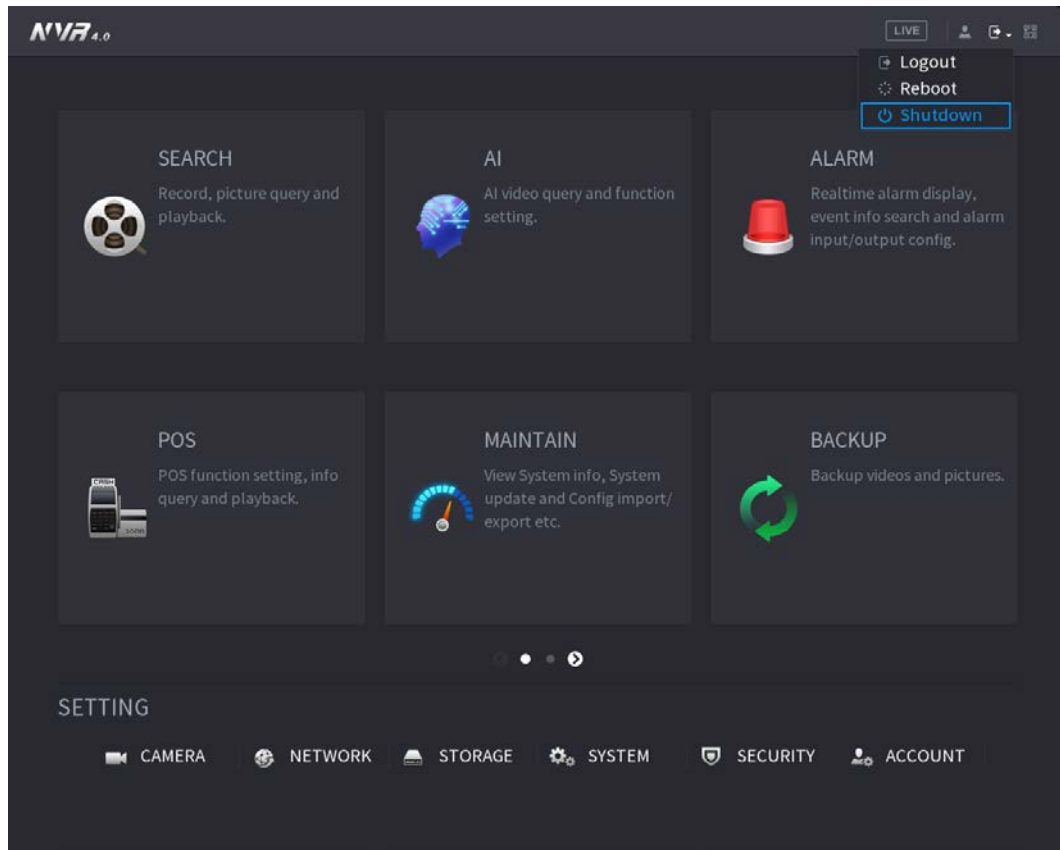 NVR 4.0
LIVE
Logout
Reboot
Shutdown
SEARCH
Record, picture query and
playback.
AI
AI video query and function
setting.
ALARM
Realtime alarm display,
event info search and alarm
input/output config.
POS
POS function setting, info
query and playback.
CASH
MAINTAIN
View System info, System
update and Config import/
export etc.
BACKUP
Backup videos and pictures.
SETTING
CAMERA
NETWORK
STORAGE
SYSTEM
SECURITY
ACCOUNT